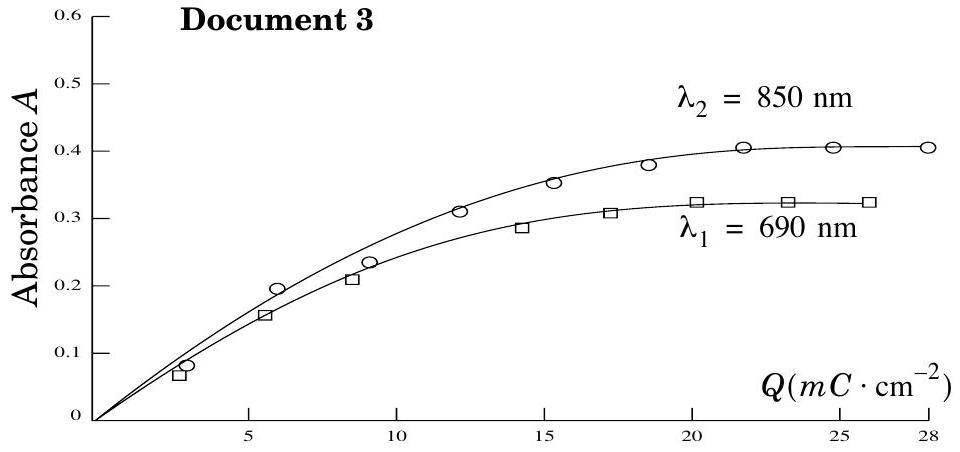 Document 3
Absorbance A
0.6
0.5
0.4
0.3
0.2
0.1
0
λ₂ = 850 nm
λ₁ = 690 nm
Q(mC · cm⁻²)
5 10 15 20 25 28